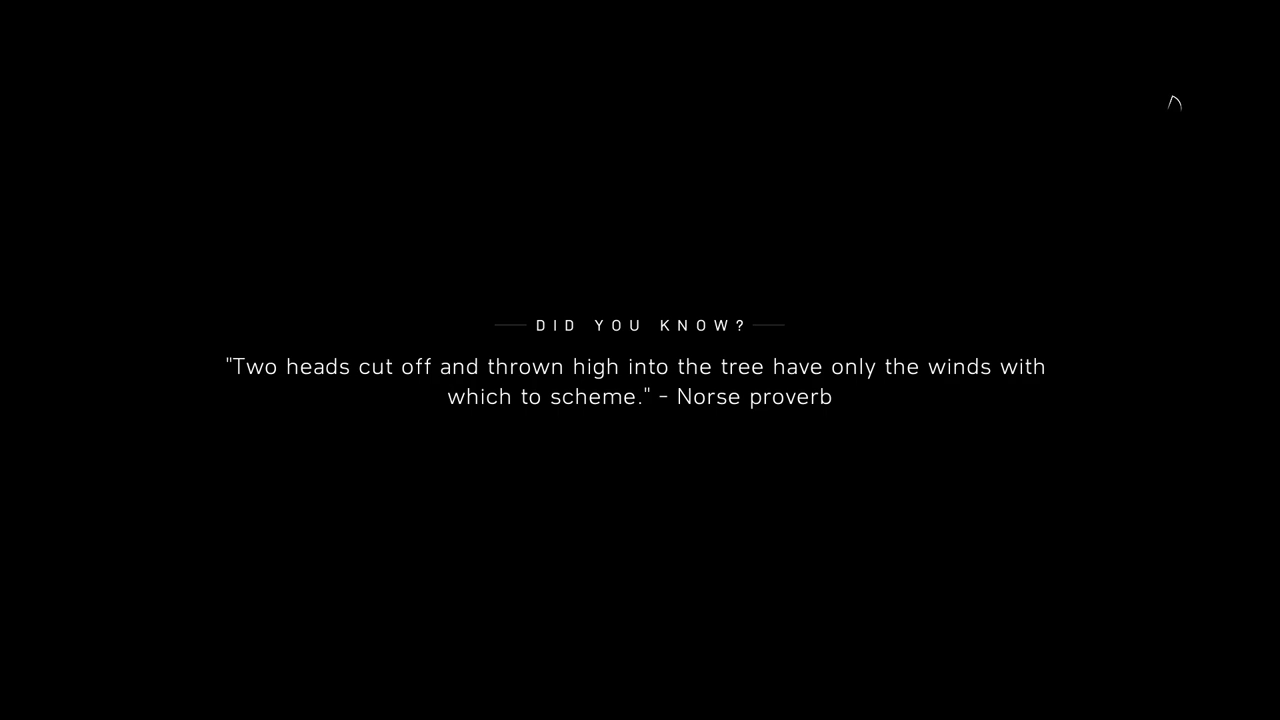 DID YOU KNOW?
"Two heads cut off and thrown high into the tree have only the winds with
which to scheme." - Norse proverb